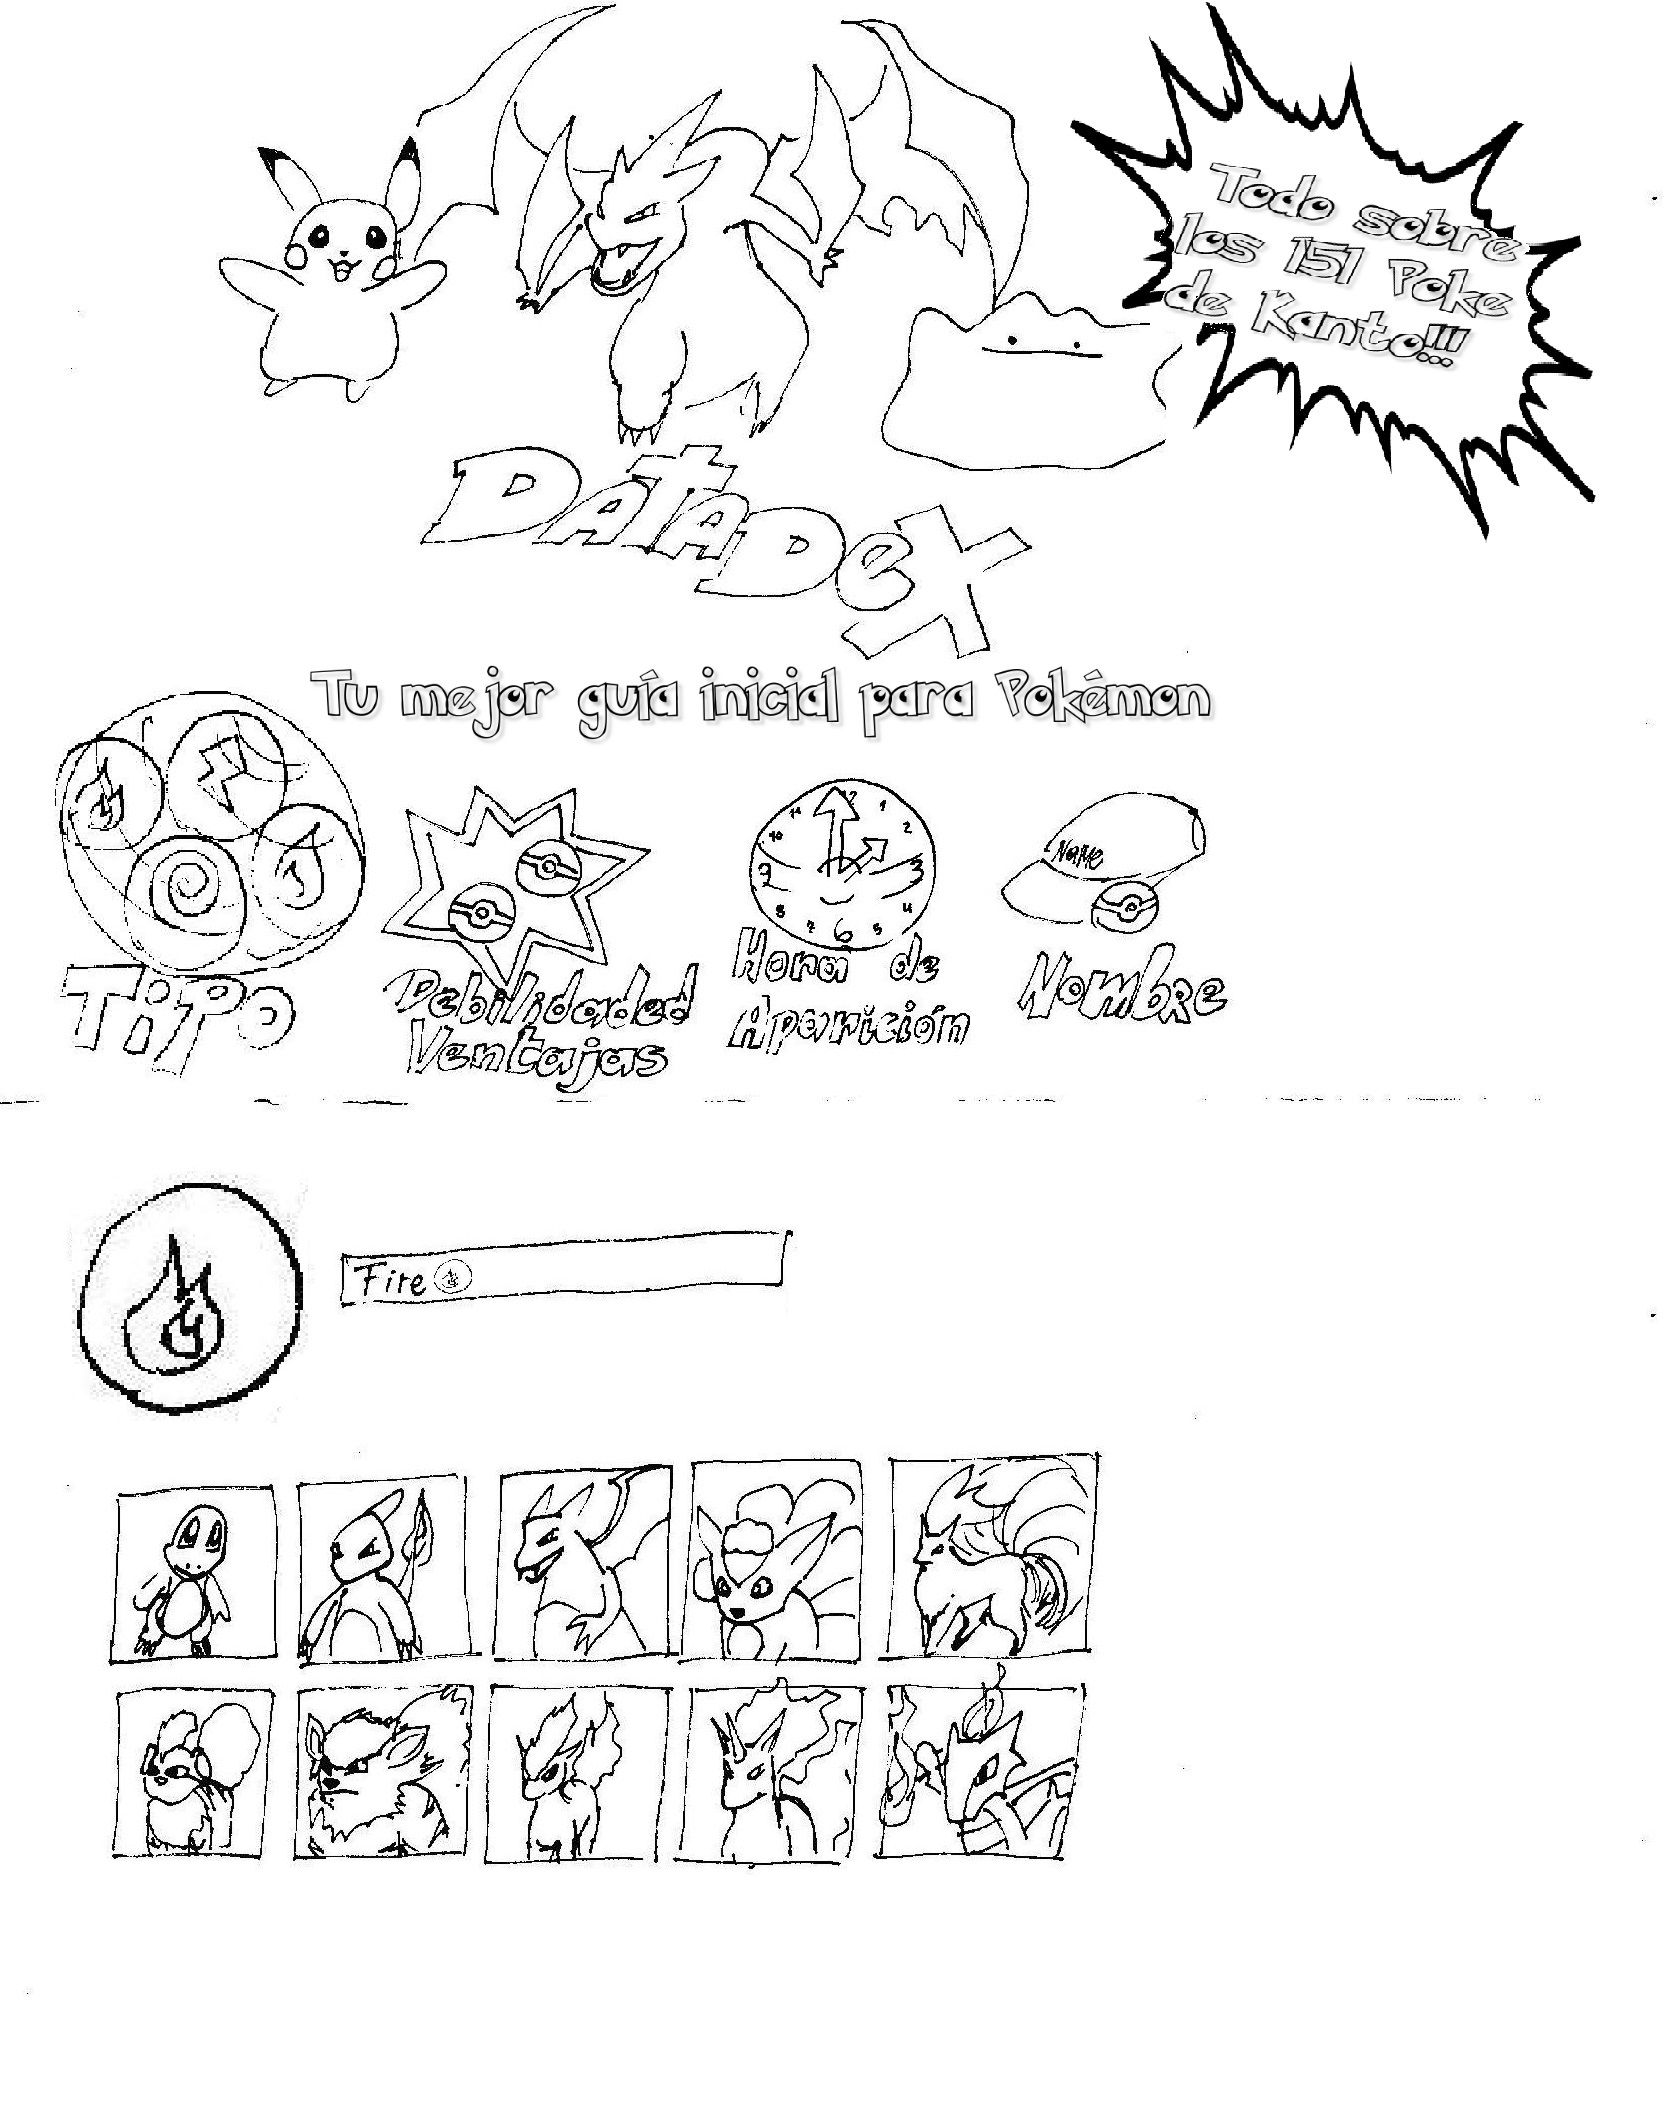 Todo sobre
los 151 Poke
de Kanto!!!
DATADeX
Tu mejor guía inicial para Pokémon
12
1
2
3
4
5
6
7
8
9
10
11
NaMe
TiPO
Debilidaded
Ventajas
Hora de
Aparición
NombRe
Fire